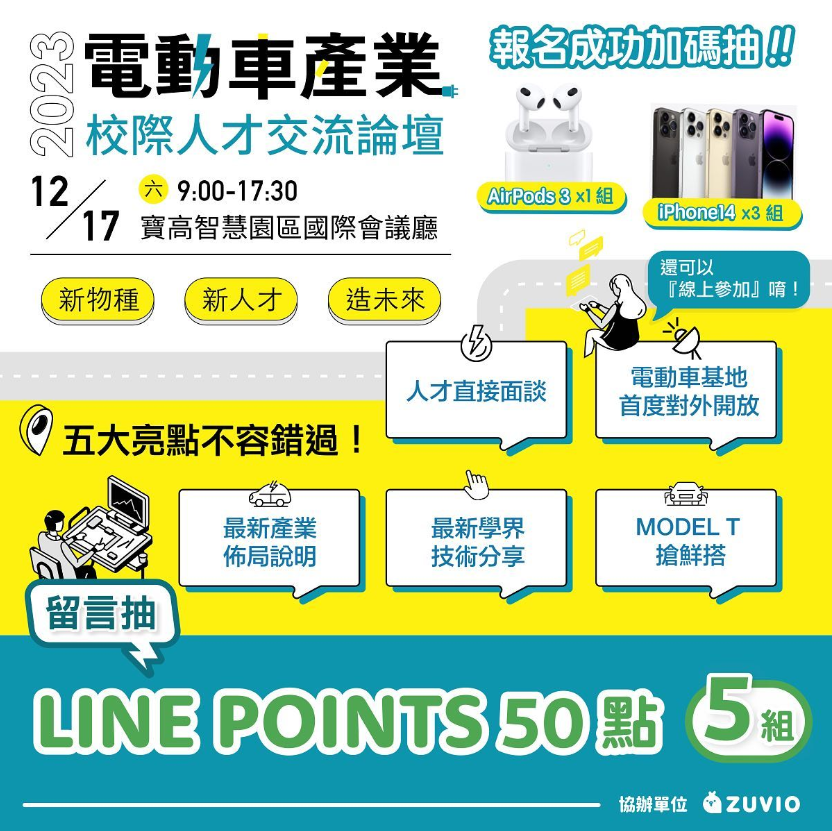 2023
電動車產業
校際人才交流論壇
12/17
六 9:00-17:30
寶高智慧園區國際會議廳
新物種
新人才
造未來
報名成功加碼抽!!
AirPods 3 x1 組
iPhone14 x3 組
還可以
『線上參加』唷！
五大亮點不容錯過！
人才直接面談
電動車基地
首度對外開放
最新產業
佈局說明
最新學界
技術分享
MODEL T
搶鮮搭
留言抽
LINE POINTS 50 點
5組
協辦單位 ZUVIO